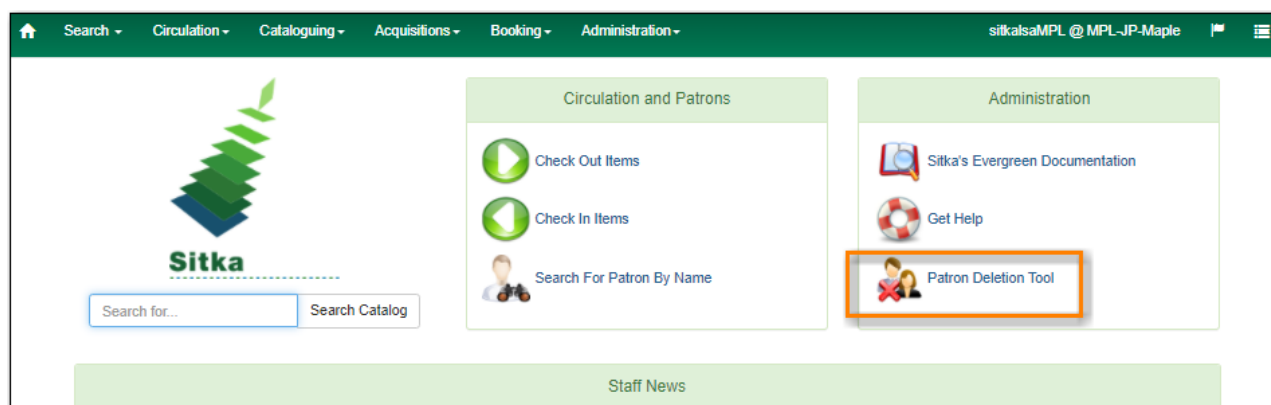 Search Circulation Cataloguing Acquisitions Booking Administration sitkalsaMPL @ MPL-JP-Maple
Circulation and Patrons
Check Out Items
Check In Items
Search For Patron By Name
Administration
Sitka's Evergreen Documentation
Get Help
Patron Deletion Tool
Sitka
Search for... Search Catalog
Staff News